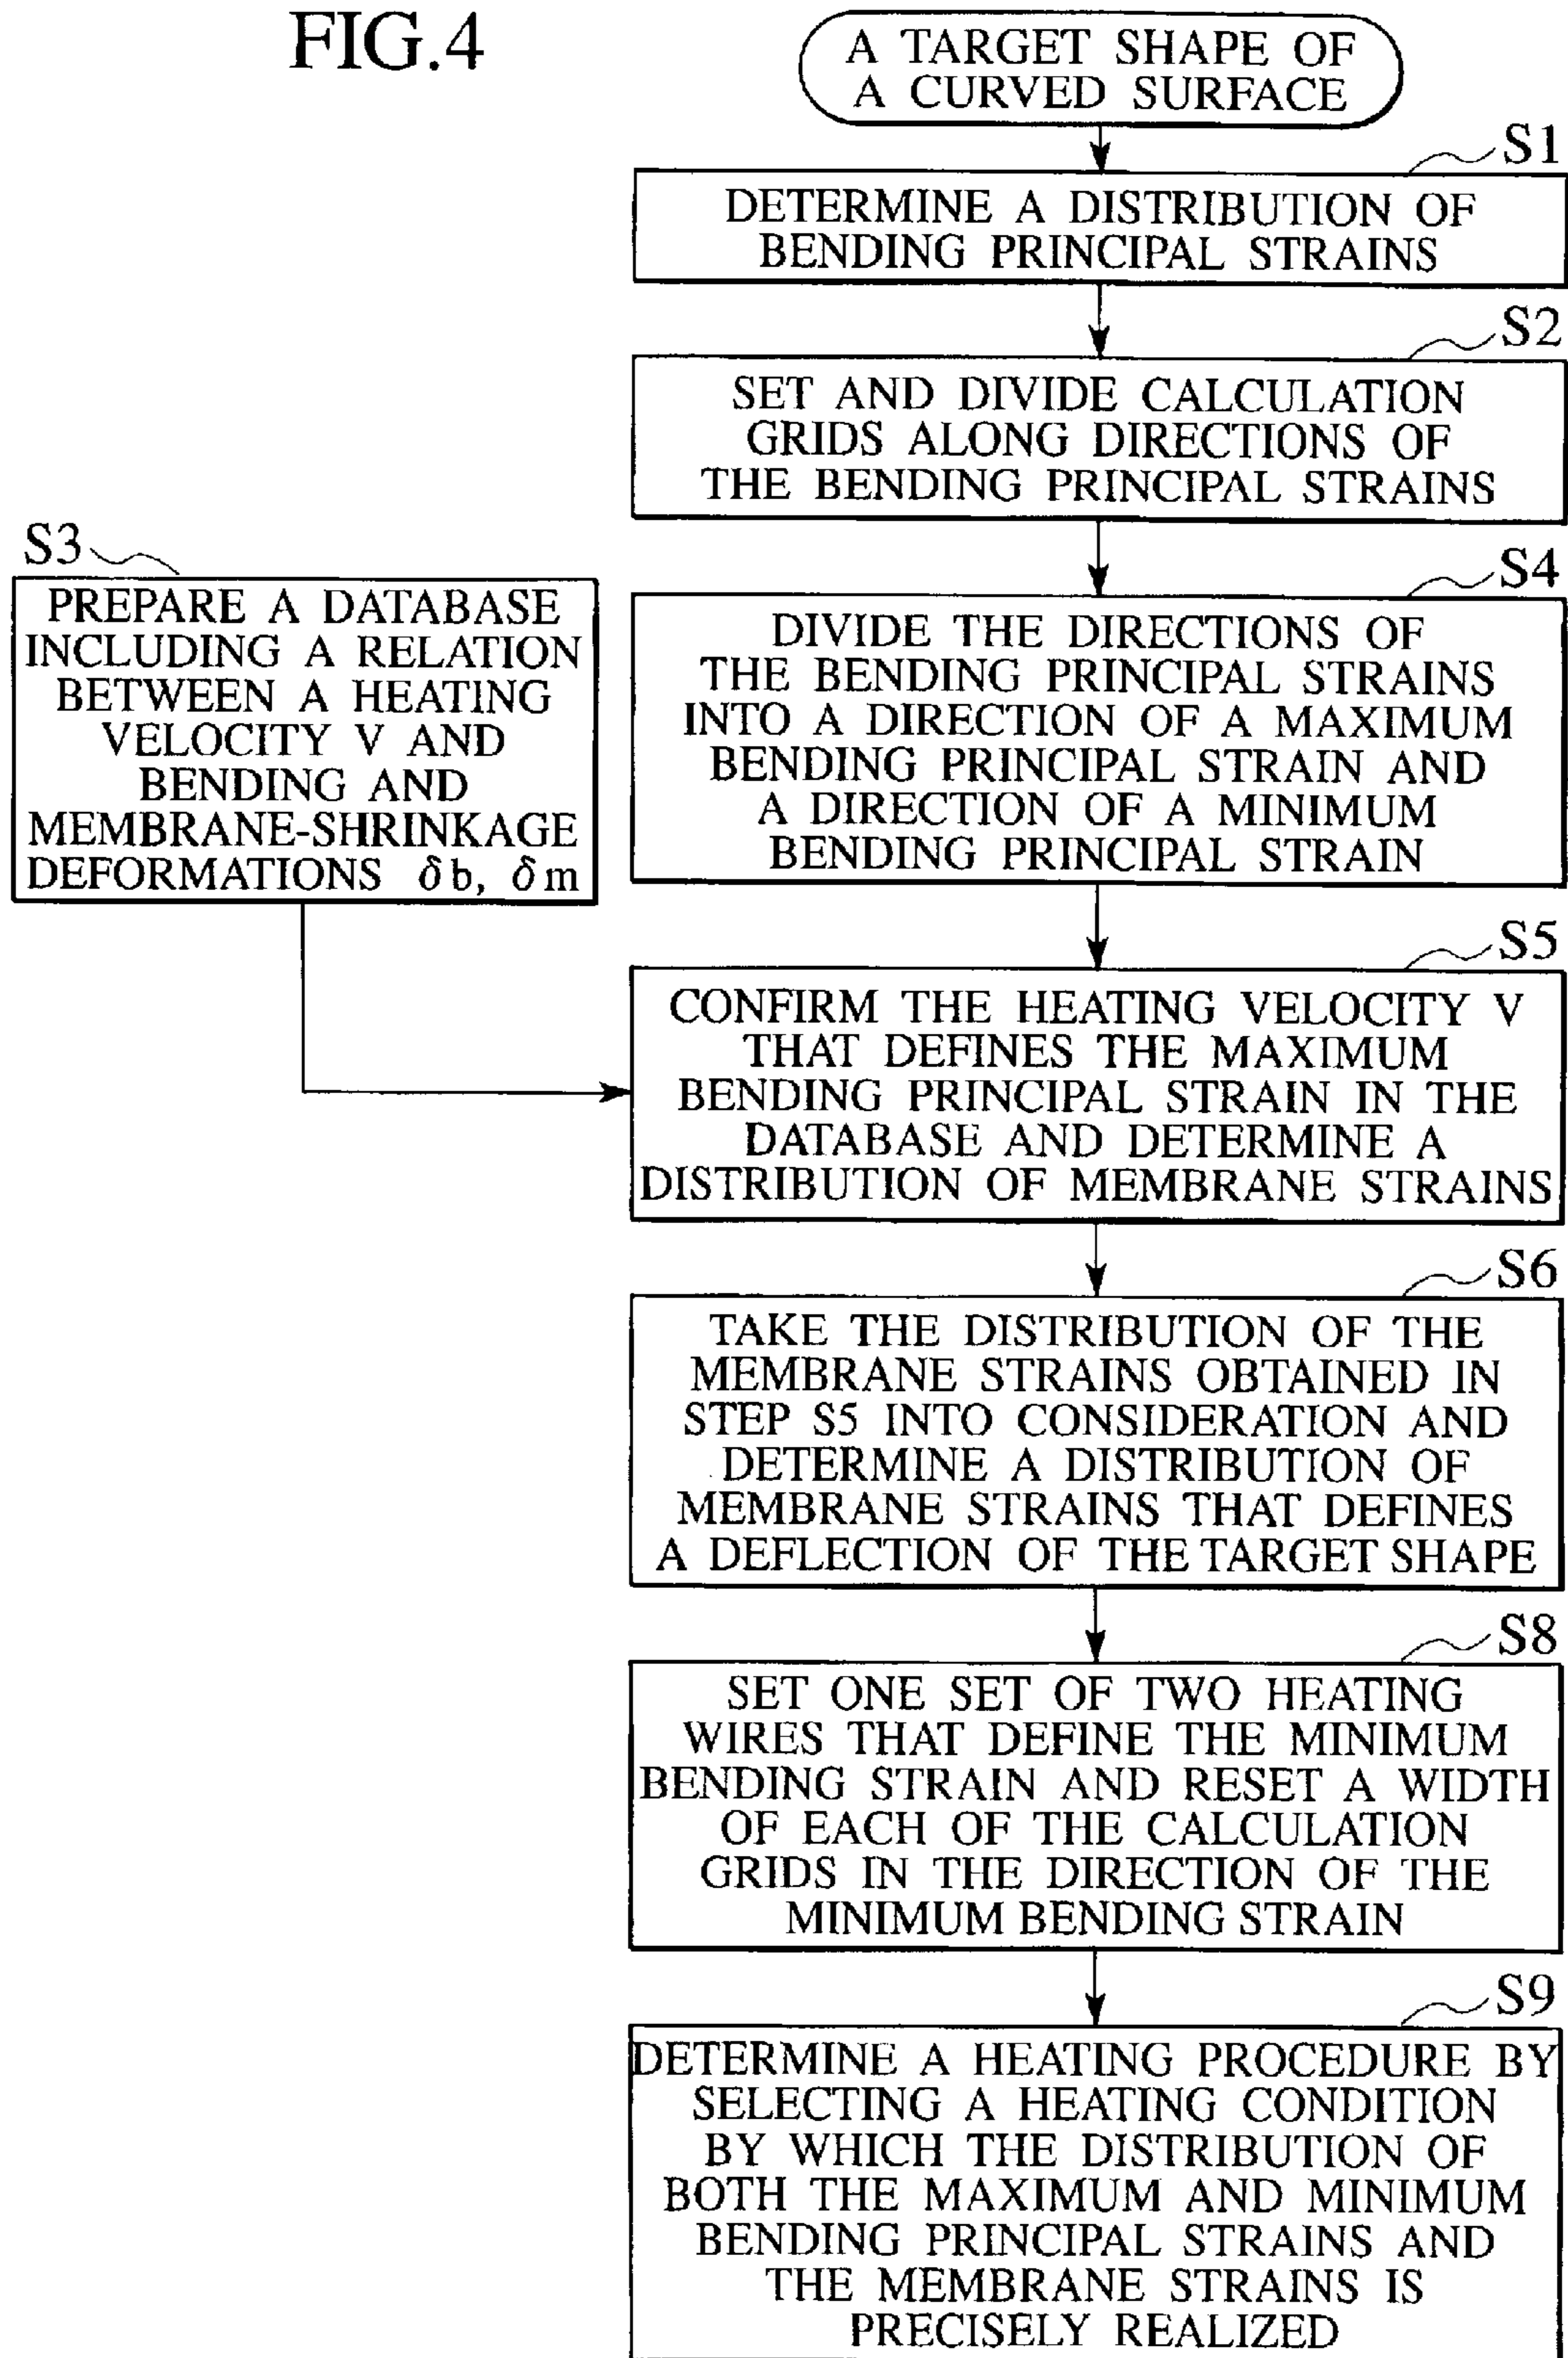 FIG.4
A TARGET SHAPE OF
A CURVED SURFACE
S1
DETERMINE A DISTRIBUTION OF
BENDING PRINCIPAL STRAINS
S2
SET AND DIVIDE CALCULATION
GRIDS ALONG DIRECTIONS OF
THE BENDING PRINCIPAL STRAINS
S3
PREPARE A DATABASE
INCLUDING A RELATION
BETWEEN A HEATING
VELOCITY V AND
BENDING AND
MEMBRANE-SHRINKAGE
DEFORMATIONS δb, δm
S4
DIVIDE THE DIRECTIONS OF
THE BENDING PRINCIPAL STRAINS
INTO A DIRECTION OF A MAXIMUM
BENDING PRINCIPAL STRAIN AND
A DIRECTION OF A MINIMUM
BENDING PRINCIPAL STRAIN
S5
CONFIRM THE HEATING VELOCITY V
THAT DEFINES THE MAXIMUM
BENDING PRINCIPAL STRAIN IN THE
DATABASE AND DETERMINE A
DISTRIBUTION OF MEMBRANE STRAINS
S6
TAKE THE DISTRIBUTION OF THE
MEMBRANE STRAINS OBTAINED IN
STEP S5 INTO CONSIDERATION AND
DETERMINE A DISTRIBUTION OF
MEMBRANE STRAINS THAT DEFINES
A DEFLECTION OF THE TARGET SHAPE
S8
SET ONE SET OF TWO HEATING
WIRES THAT DEFINE THE MINIMUM
BENDING STRAIN AND RESET A WIDTH
OF EACH OF THE CALCULATION
GRIDS IN THE DIRECTION OF THE
MINIMUM BENDING STRAIN
S9
DETERMINE A HEATING PROCEDURE BY
SELECTING A HEATING CONDITION
BY WHICH THE DISTRIBUTION OF
BOTH THE MAXIMUM AND MINIMUM
BENDING PRINCIPAL STRAINS AND
THE MEMBRANE STRAINS IS
PRECISELY REALIZED